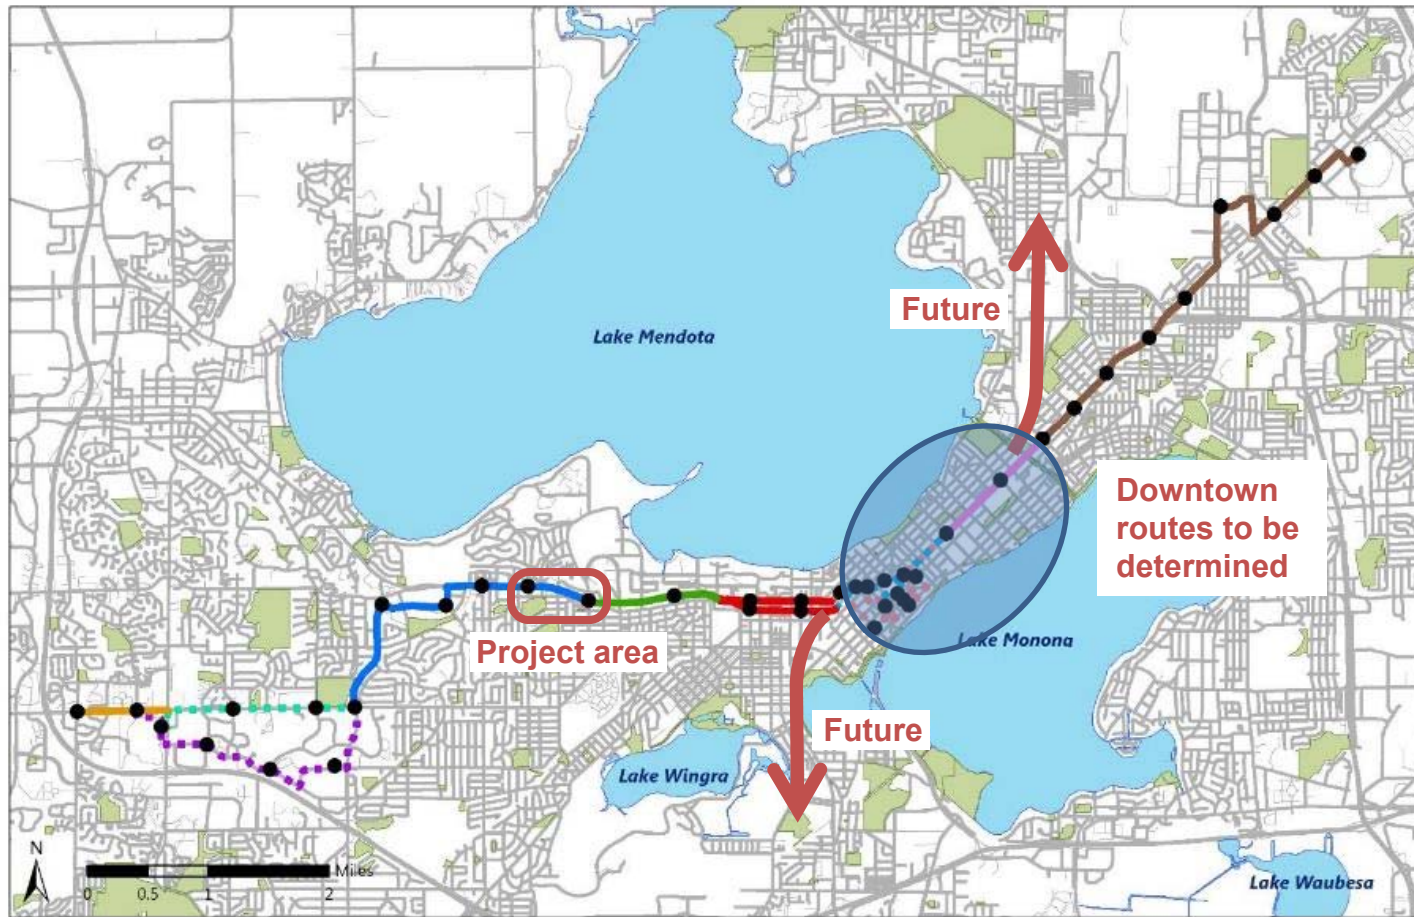 Future
Lake Mendota
Downtown
routes to be
determined
Lake Monona
Project area
Future
Lake Wingra
N
Miles
0 0.5 1 2
Lake Waubesa